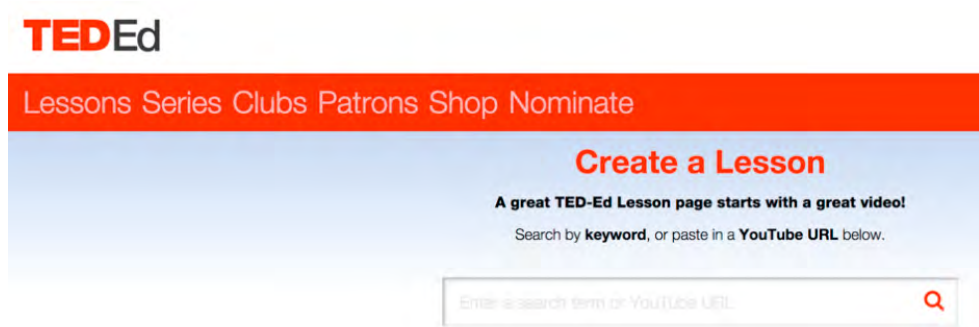 TEDEd
Lessons Series Clubs Patrons Shop Nominate
Create a Lesson
A great TED-Ed Lesson page starts with a great video!
Search by keyword, or paste in a YouTube URL below.
Enter a search term or YouTube URL